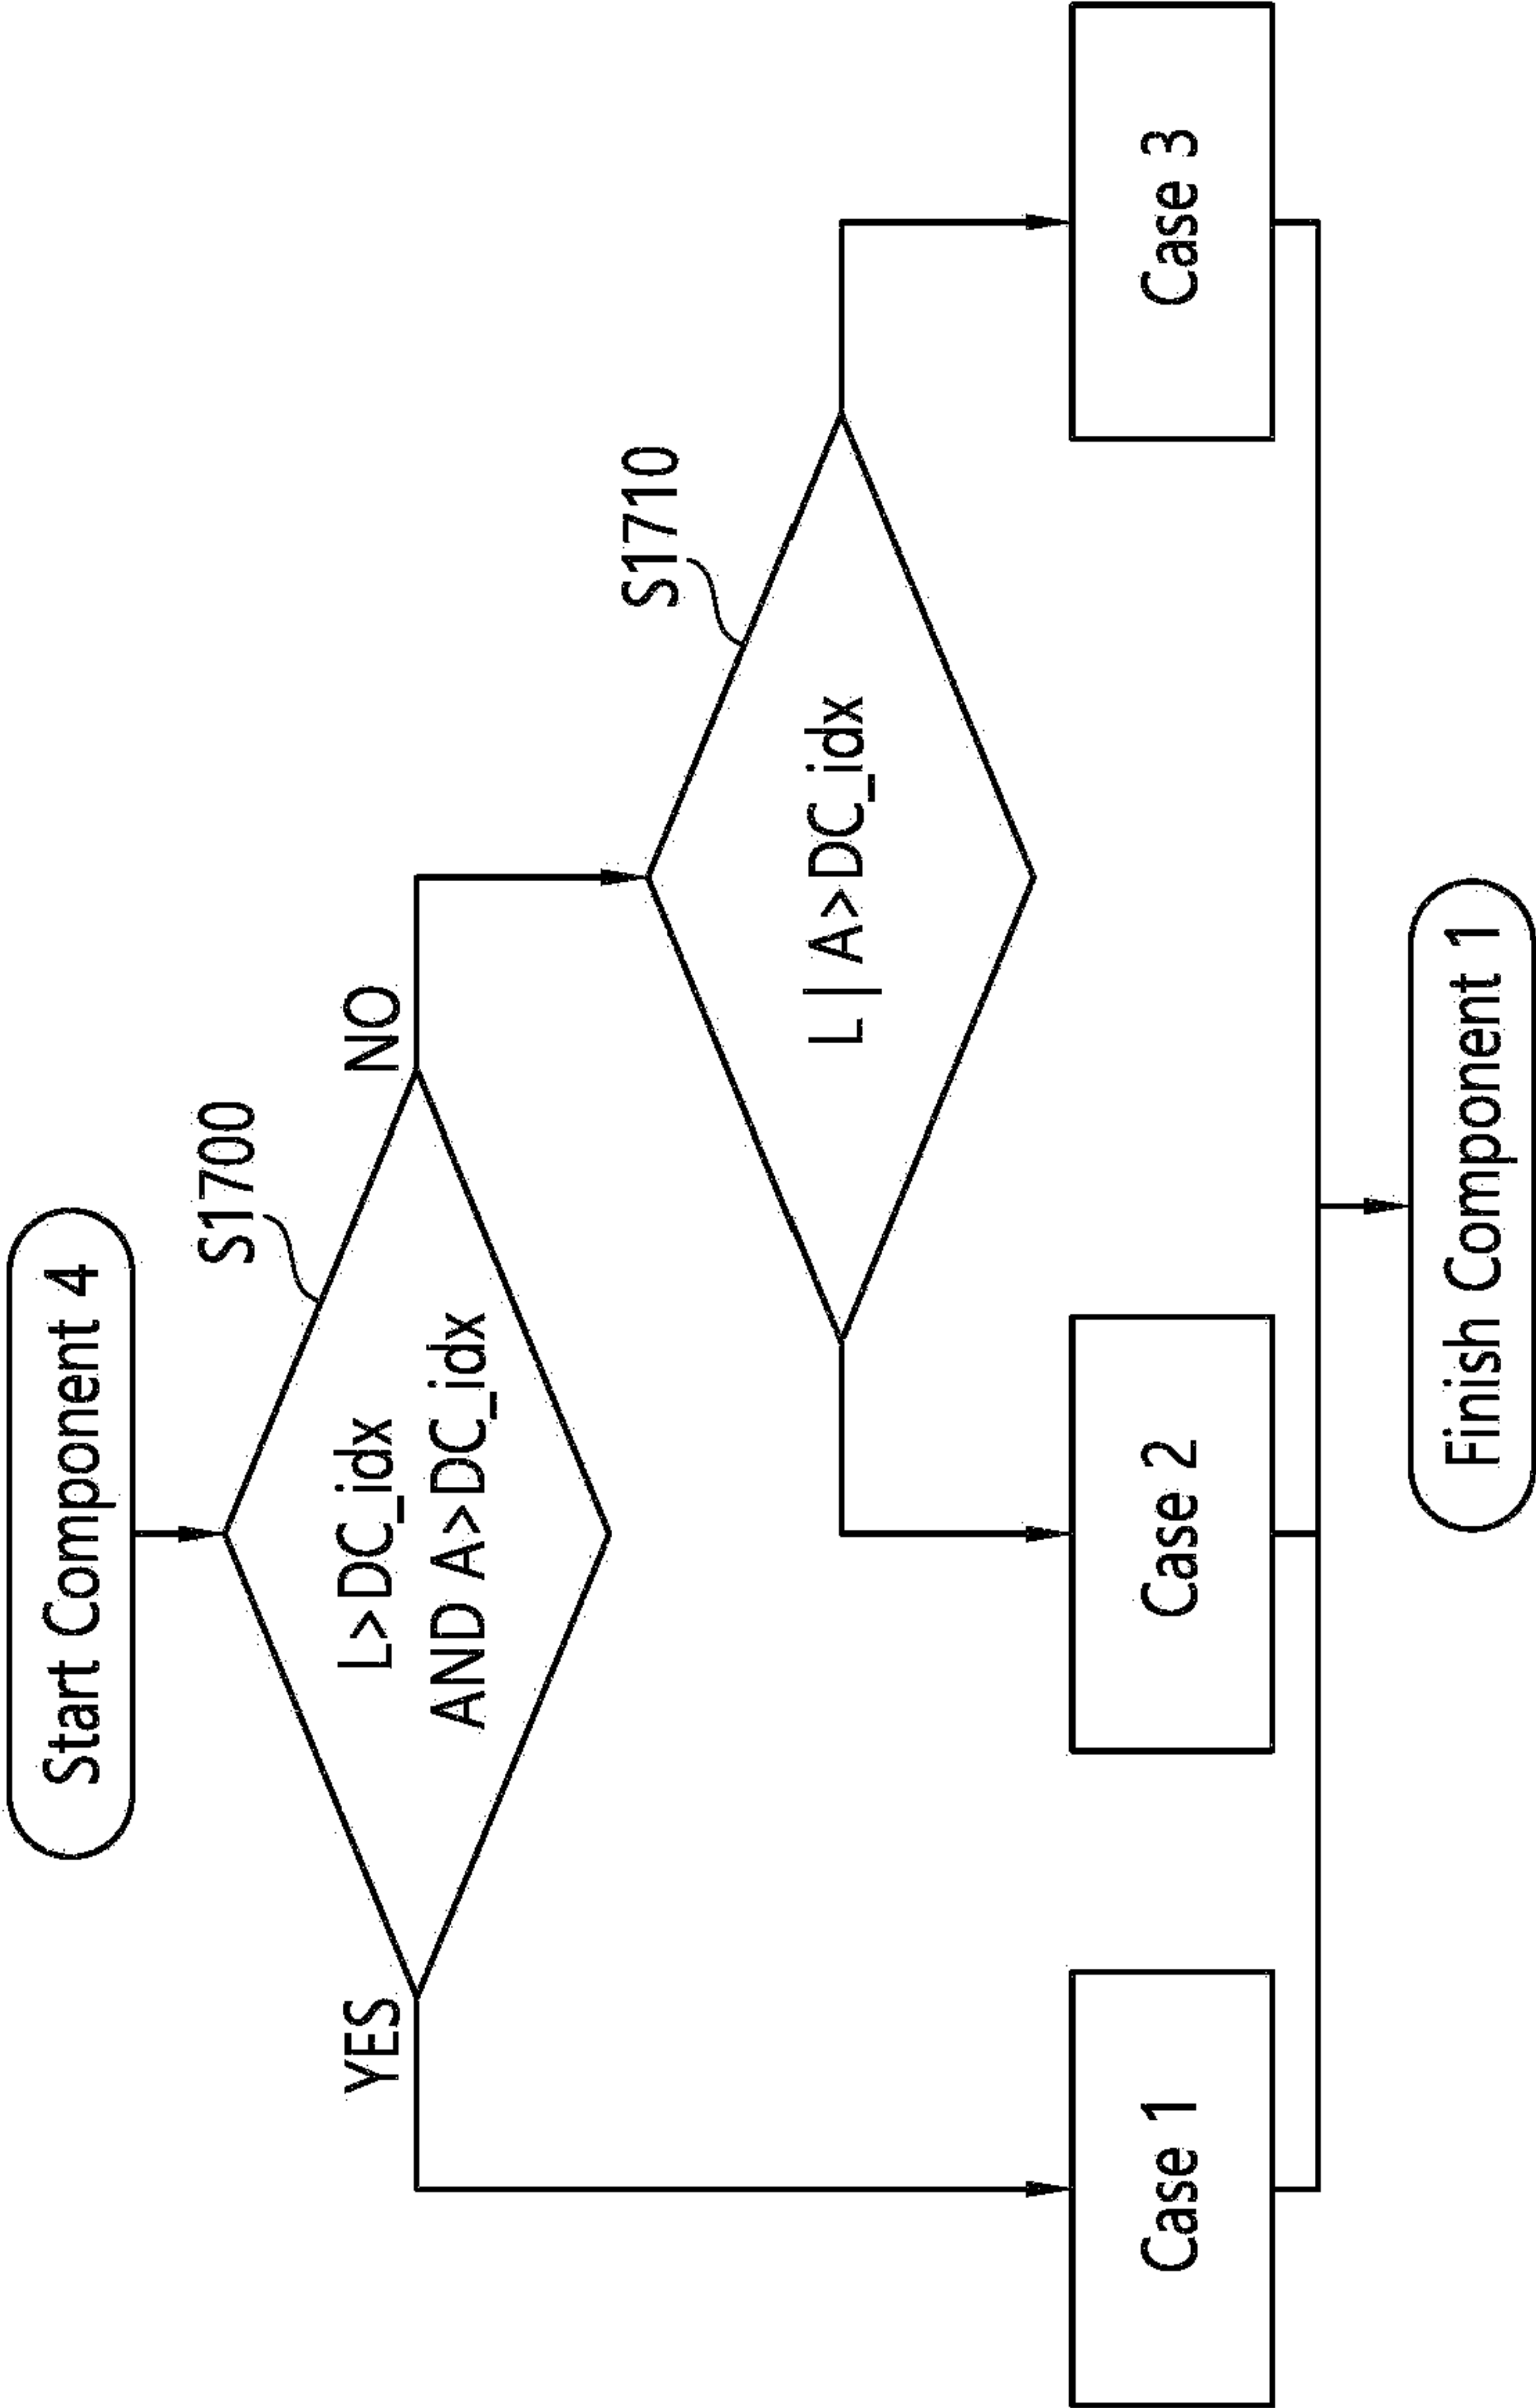 Start Component 4
S1700
L>DC_idx
AND A>DC_idx
YES
NO
S1710
L | A>DC_idx
Case 1
Case 2
Case 3
Finish Component 1